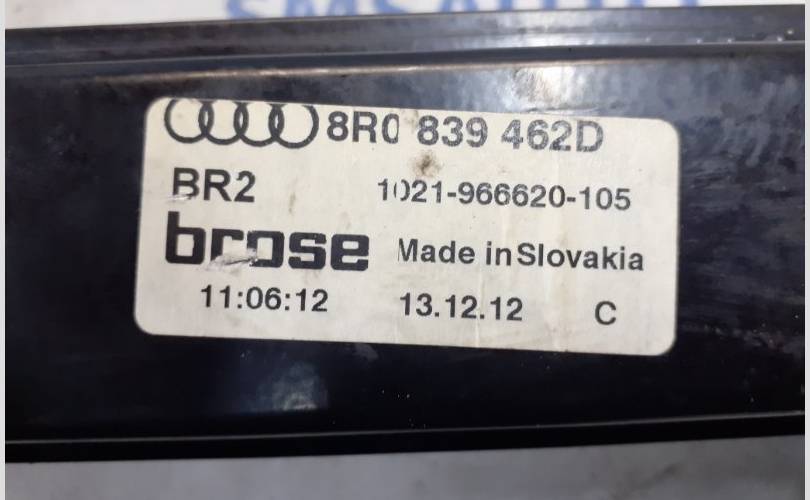 8R0 839 462D
BR2 1021-966620-105
brose Made in Slovakia
11:06:12 13.12.12 C